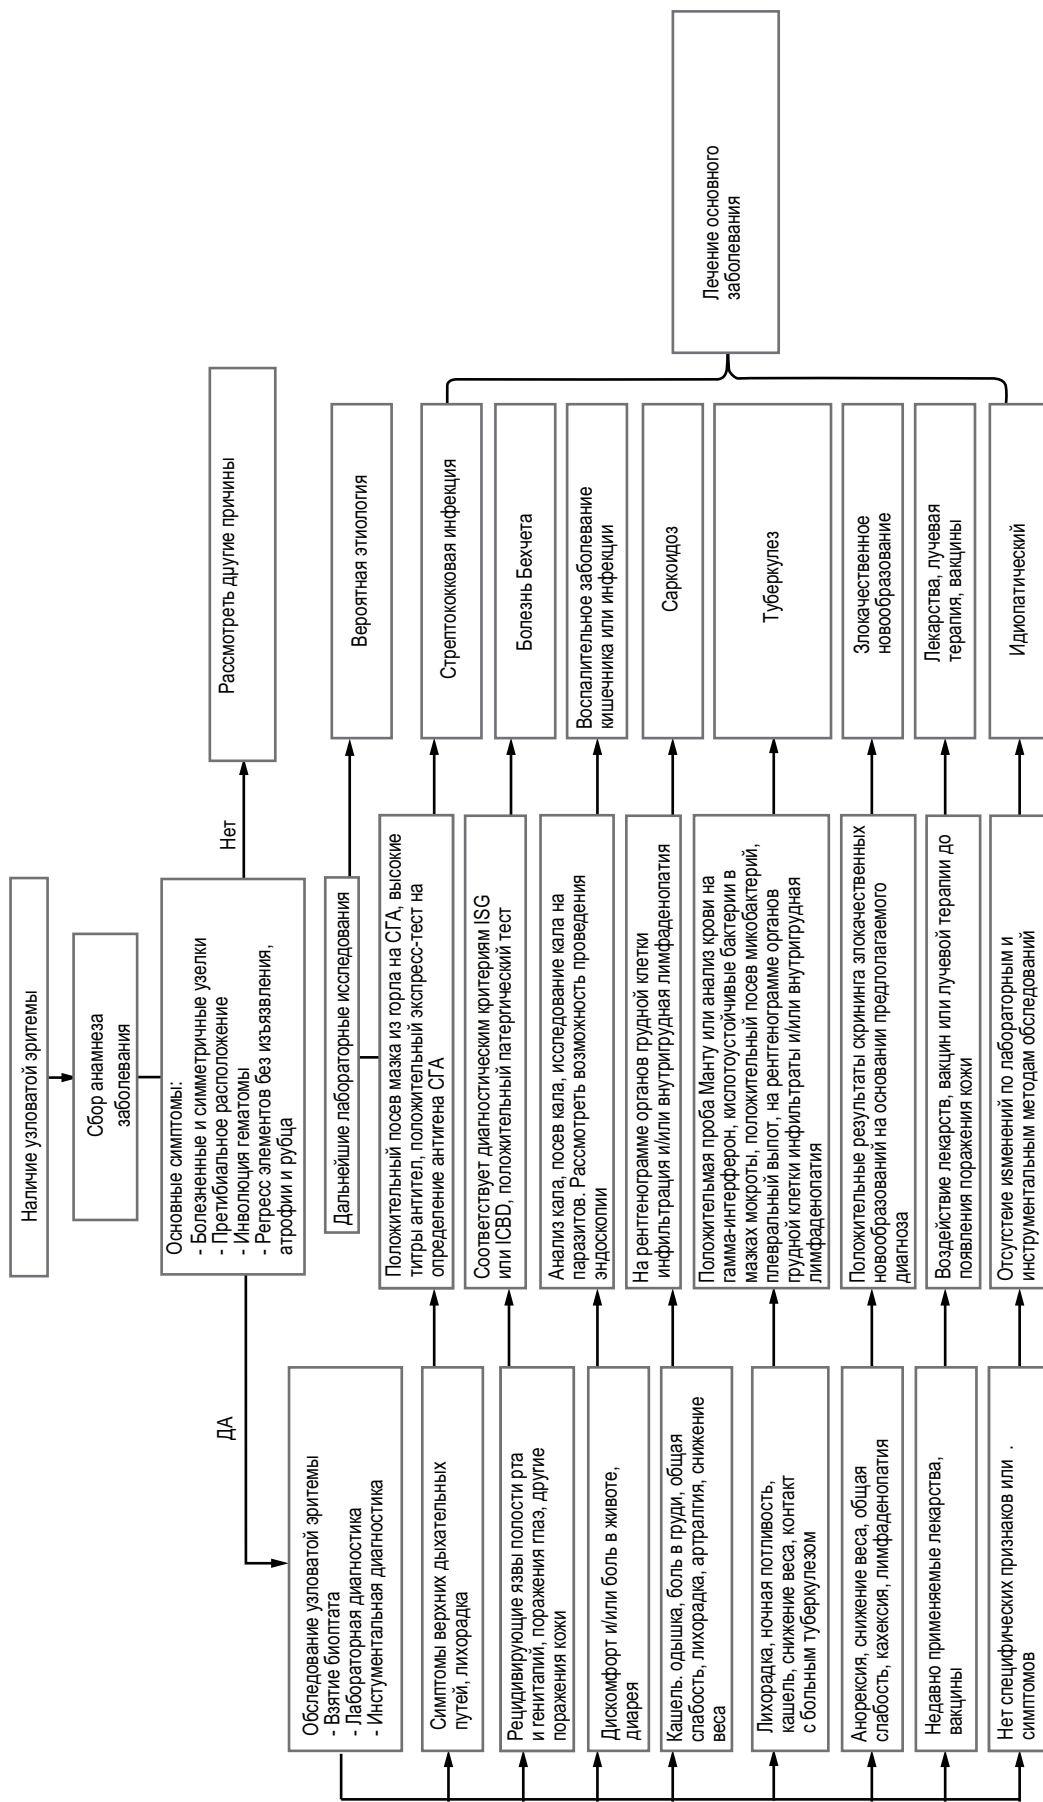 Наличие узловатой эритемы
Сбор анамнеза
заболевания
Основные симптомы:
- Болезненные и симметричные узелки
- Претибиальное расположение
- Инволюция гематомы
- Регресс элементов без изъязвления,
атрофии и рубца
Нет
Рассмотреть другие причины
ДА
Обследование узловатой эритемы
- Взятие биоптата
- Лабораторная диагностика
- Инстументальная диагностика
Дальнейшие лабораторные исследования
Вероятная этиология
Симптомы верхних дыхательных
путей, лихорадка
Положительный посев мазка из горла на СГА, высокие
титры антител, положительный экспресс-тест на
определение антигена СГА
Стрептококковая инфекция
Рецидивирующие язвы полости рта
и гениталий, поражения глаз, другие
поражения кожи
Соответствует диагностическим критериям ISG
или ICBD, положительный патергический тест
Болезнь Бехчета
Дискомфорт и/или боль в животе,
диарея
Анализ кала, посев кала, исследование кала на
паразитов. Рассмотреть возможность проведения
эндоскопии
Воспалительное заболевание
кишечника или инфекции
Кашель. одышка, боль в груди, общая
слабость, лихорадка, артралгия, снижение
веса
На рентгенограмме органов грудной клетки
инфильтрация и/или внутригрудная лимфаденопатия
Саркоидоз
Лихорадка, ночная потливость,
кашель, снижение веса, контакт
с больным туберкулезом
Положительмая проба Манту или анализ крови на
гамма-интерферон, кислотоустойчивые бактерии в
мазках мокроты, положительный посев микобактерий,
плевральный выпот, на рентгенограмме органов
грудной клетки инфильтраты и/или внутригрудная
лимфаденопатия
Туберкулез
Анорексия, снижение веса, общая
слабость, кахексия, лимфаденопатия
Положительные результаты скрининга злокачественных
новообразований на основании предполагаемого
диагноза
Злокачественное
новообразование
Недавно применяемые лекарства,
вакцины
Воздействие лекарств, вакцин или лучевой терапии до
появления поражения кожи
Лекарства, лучевая
терапия, вакцины
Нет специфических признаков или .
симптомов
Отсутствие изменений по лабораторным и
инструментальным методам обследований
Идиопатический
Лечение основного
заболевания